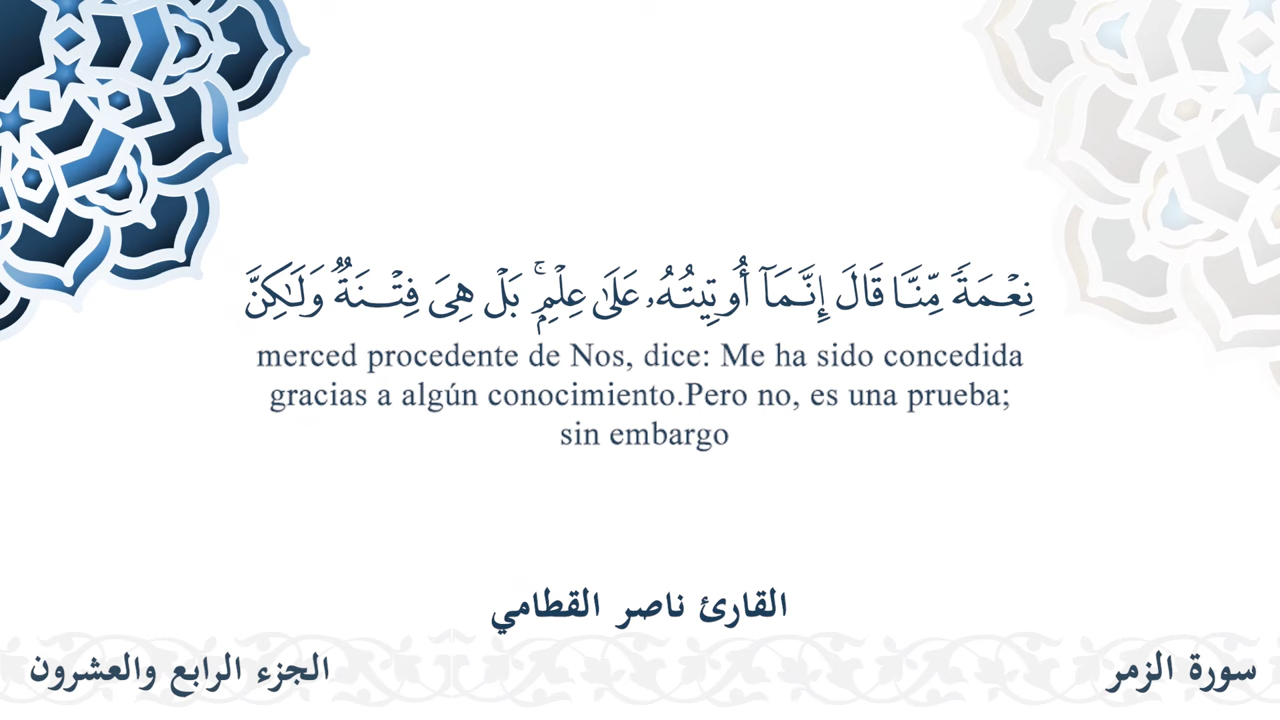 نِعْمَةً مِّنَّا قَالَ إِنَّمَآ أُوتِيتُهُۥ عَلَىٰ عِلْمٍۭ ۚ بَلْ هِىَ فِتْنَةٌ وَلَـٰكِنَّ
merced procedente de Nos, dice: Me ha sido concedida
gracias a algún conocimiento.Pero no, es una prueba;
sin embargo
القارئ ناصر القطامي
سورة الزمر
الجزء الرابع والعشرون